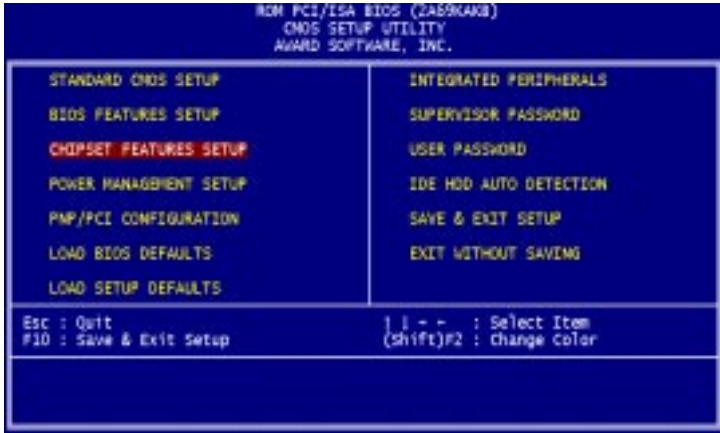 ROM PCI/ISA BIOS (2A69KAKB)
CMOS SETUP UTILITY
AWARD SOFTWARE, INC.
STANDARD CMOS SETUP
BIOS FEATURES SETUP
CHIPSET FEATURES SETUP
POWER MANAGEMENT SETUP
PNP/PCI CONFIGURATION
LOAD BIOS DEFAULTS
LOAD SETUP DEFAULTS
INTEGRATED PERIPHERALS
SUPERVISOR PASSWORD
USER PASSWORD
IDE HDD AUTO DETECTION
SAVE & EXIT SETUP
EXIT WITHOUT SAVING
Esc : Quit
F10 : Save & Exit Setup
: Select Item
(Shift)F2 : Change Color